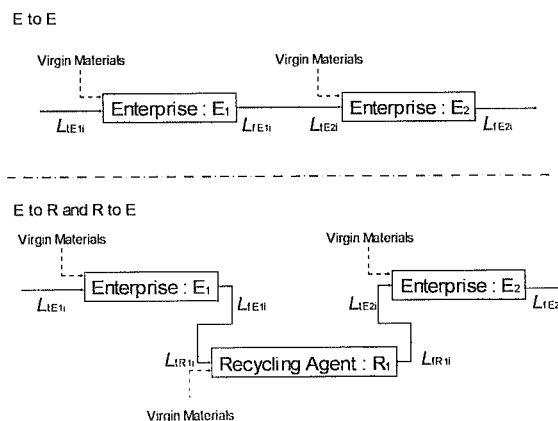 E to E
Virgin Materials
Virgin Materials
Enterprise : E1
Enterprise : E2
LtE1i
LfE1i
LtE2i
LfE2i
E to R and R to E
Virgin Materials
Virgin Materials
Enterprise : E1
Enterprise : E2
LtE1i
LfE1i
LtE2i
LfE2
LtR1i
Recycling Agent : R1
LfR1i
Virgin Materials